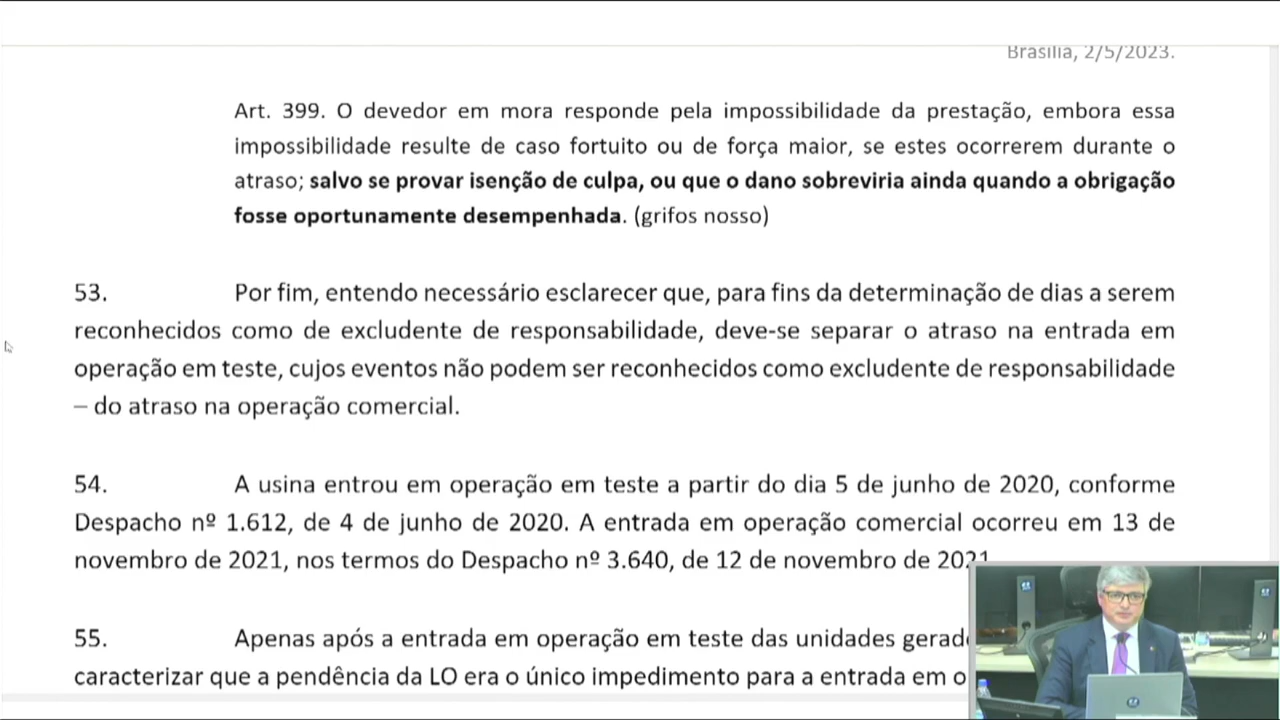 Brasília, 2/5/2023.
Art. 399. O devedor em mora responde pela impossibilidade da prestação, embora essa
impossibilidade resulte de caso fortuito ou de força maior, se estes ocorrerem durante o
atraso; salvo se provar isenção de culpa, ou que o dano sobreviria ainda quando a obrigação
fosse oportunamente desempenhada. (grifos nosso)
53. Por fim, entendo necessário esclarecer que, para fins da determinação de dias a serem
reconhecidos como de excludente de responsabilidade, deve-se separar o atraso na entrada em
operação em teste, cujos eventos não podem ser reconhecidos como excludente de responsabilidade
– do atraso na operação comercial.
54. A usina entrou em operação em teste a partir do dia 5 de junho de 2020, conforme
Despacho nº 1.612, de 4 de junho de 2020. A entrada em operação comercial ocorreu em 13 de
novembro de 2021, nos termos do Despacho nº 3.640, de 12 de novembro de 2021
55. Apenas após a entrada em operação em teste das unidades
caracterizar que a pendência da LO era o único impedimento para a entrada em